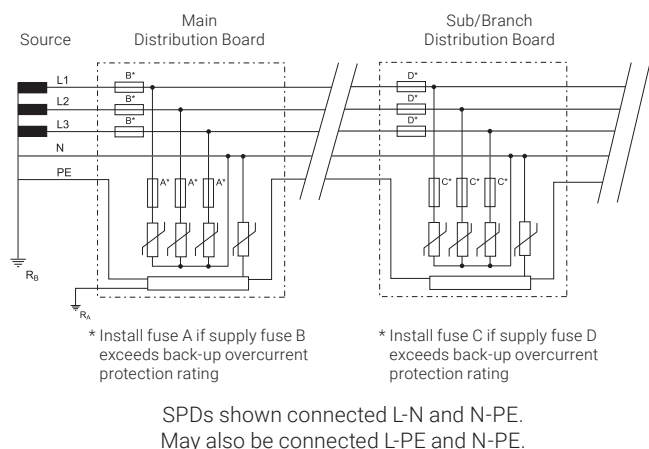 Source
Main
Distribution Board
Sub/Branch
Distribution Board
L1
B*
D*
L2
B*
D*
L3
B*
D*
N
PE
A*
A*
A*
C*
C*
C*
RB
RA
* Install fuse A if supply fuse B
exceeds back-up overcurrent
protection rating
* Install fuse C if supply fuse D
exceeds back-up overcurrent
protection rating
SPDs shown connected L-N and N-PE.
May also be connected L-PE and N-PE.